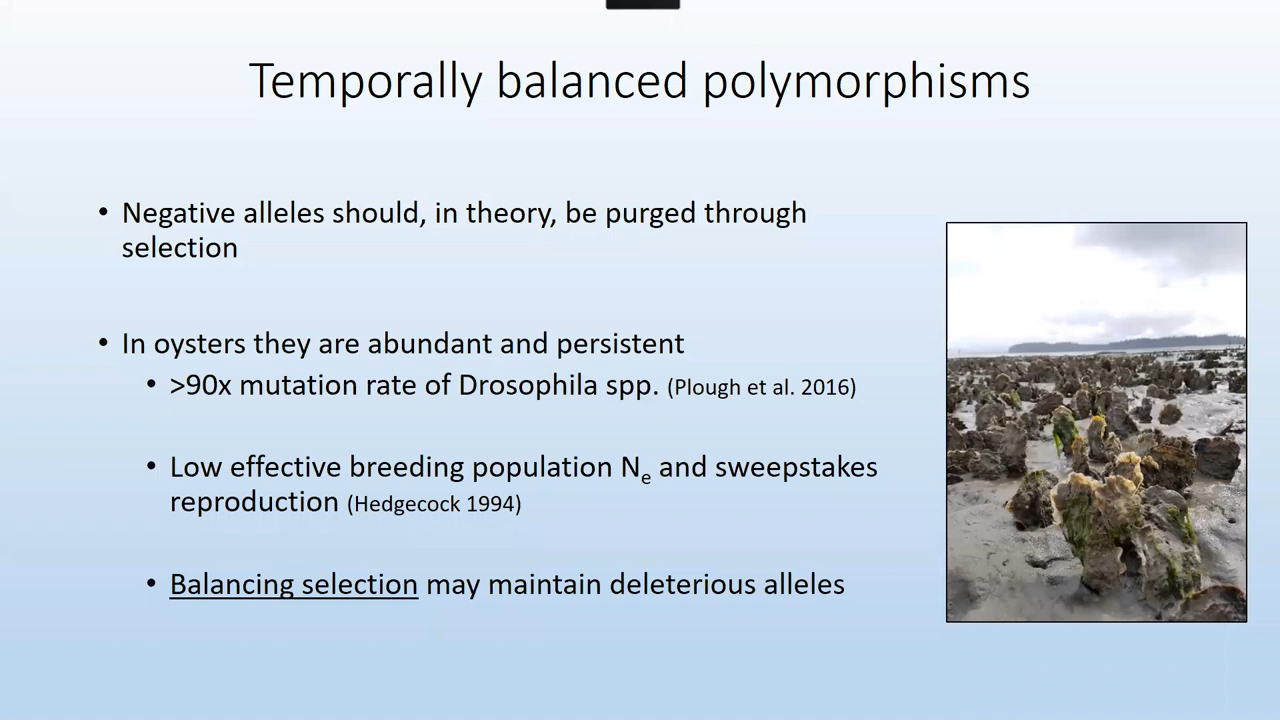 Temporally balanced polymorphisms
• Negative alleles should, in theory, be purged through
selection
• In oysters they are abundant and persistent
• >90x mutation rate of Drosophila spp. (Plough et al. 2016)
• Low effective breeding population Ne and sweepstakes
reproduction (Hedgecock 1994)
• Balancing selection may maintain deleterious alleles